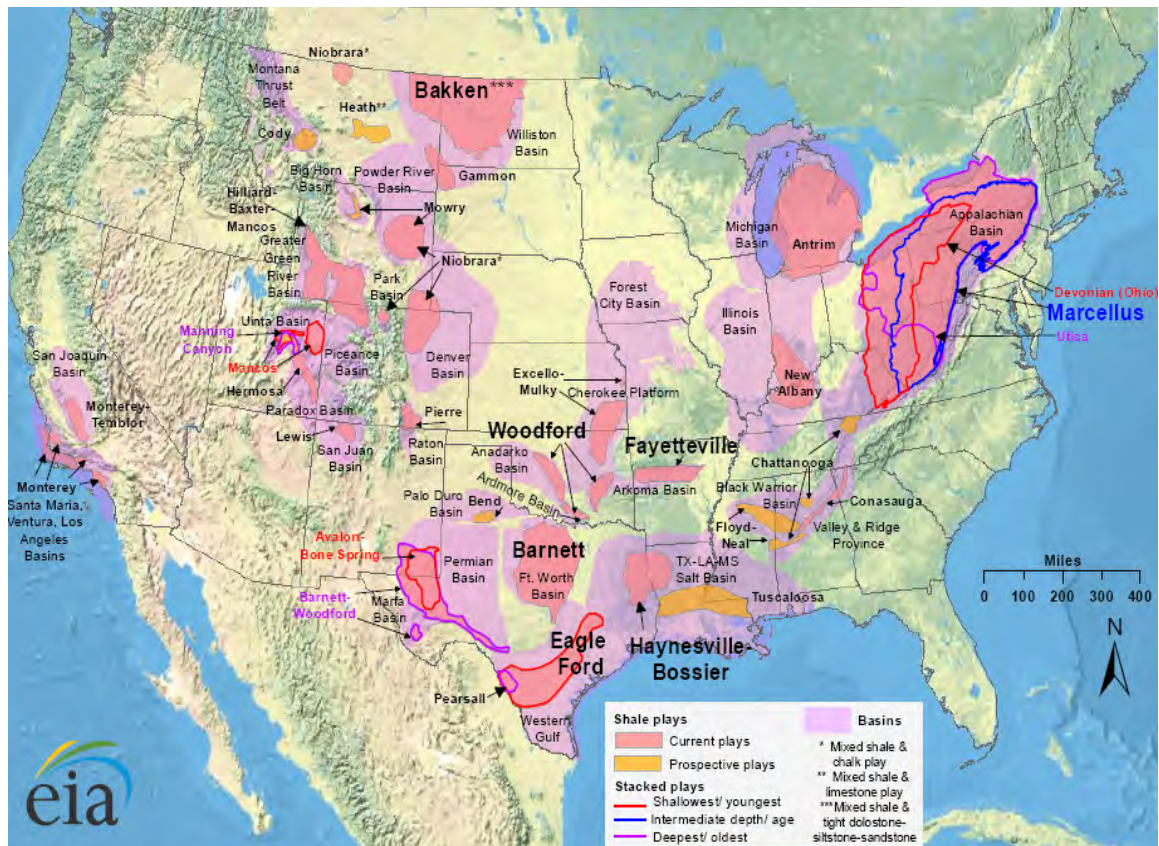 Niobrara*
Montana
Thrust
Belt
Bakken***
Heath**
Cody
Williston
Basin
Big Horn
Basin
Powder River
Basin
Gammon
Hilliard-
Baxter-
Mancos
Mowry
Greater
Green
River
Basin
Niobrara*
Park
Basin
Michigan
Basin
Antrim
Appalachian
Basin
Devonian (Ohio)
Marcellus
Utica
Forest
City Basin
Illinois
Basin
Uinta Basin
Manning
Canyon
Mancos
Piceance
Basin
Denver
Basin
San Joaquin
Basin
Hermosa
Paradox Basin
Excello-
Mulky
Cherokee Platform
New
Albany
Monterey-
Temblor
Pierre
Lewis
San Juan
Basin
Raton
Basin
Woodford
Anadarko
Basin
Fayetteville
Arkoma Basin
Chattanooga
Black Warrior
Basin
Conasauga
Monterey
Santa Maria,
Ventura, Los
Angeles
Basins
Palo Duro
Basin
Bend
Ardmore Basin
Floyd-
Neal
Valley & Ridge
Province
Avalon-
Bone Spring
Permian
Basin
Barnett
Ft. Worth
Basin
TX-LA-MS
Salt Basin
Tuscaloosa
Barnett-
Woodford
Marfa
Basin
Eagle
Ford
Haynesville-
Bossier
Pearsall
Western
Gulf
Miles
0 100 200 300 400
N
Shale plays
Current plays
Prospective plays
Stacked plays
Shallowest/ youngest
Intermediate depth/ age
Deepest/ oldest
Basins
* Mixed shale &
chalk play
** Mixed shale &
limestone play
***Mixed shale &
tight dolostone-
siltstone-sandstone
eia